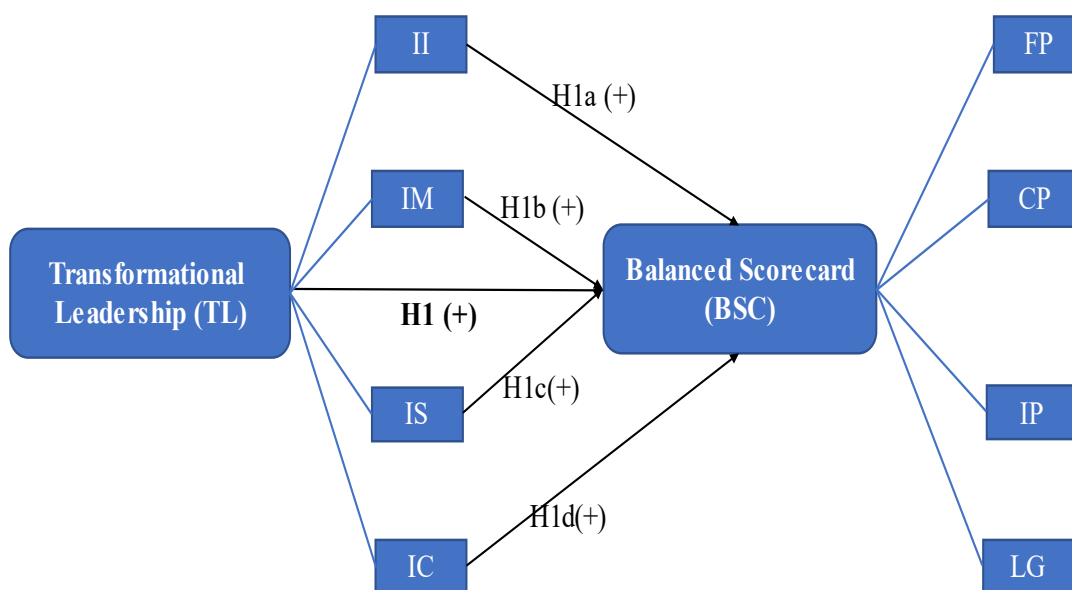 II
FP
H1a (+)
IM
H1b (+)
CP
Transformational
Leadership (TL)
Balanced Scorecard
(BSC)
H1 (+)
IS
H1c(+)
IP
H1d(+)
IC
LG